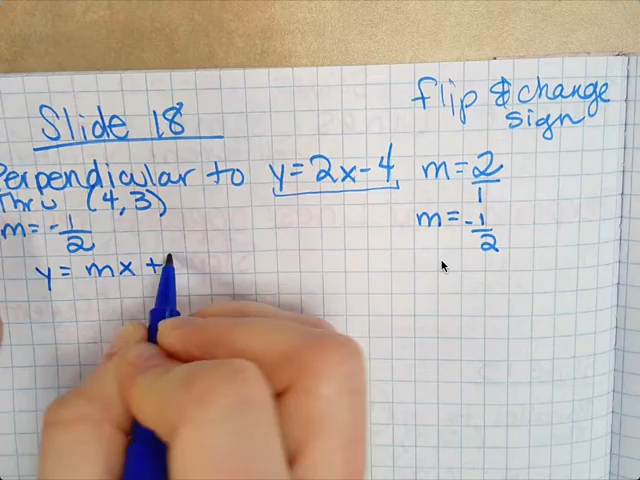 Slide 18
Perpendicular to y=2x-4
Thru (4,3)
m=-1/2
y= mx +
flip & change
sign
m=2/1
m=-1/2